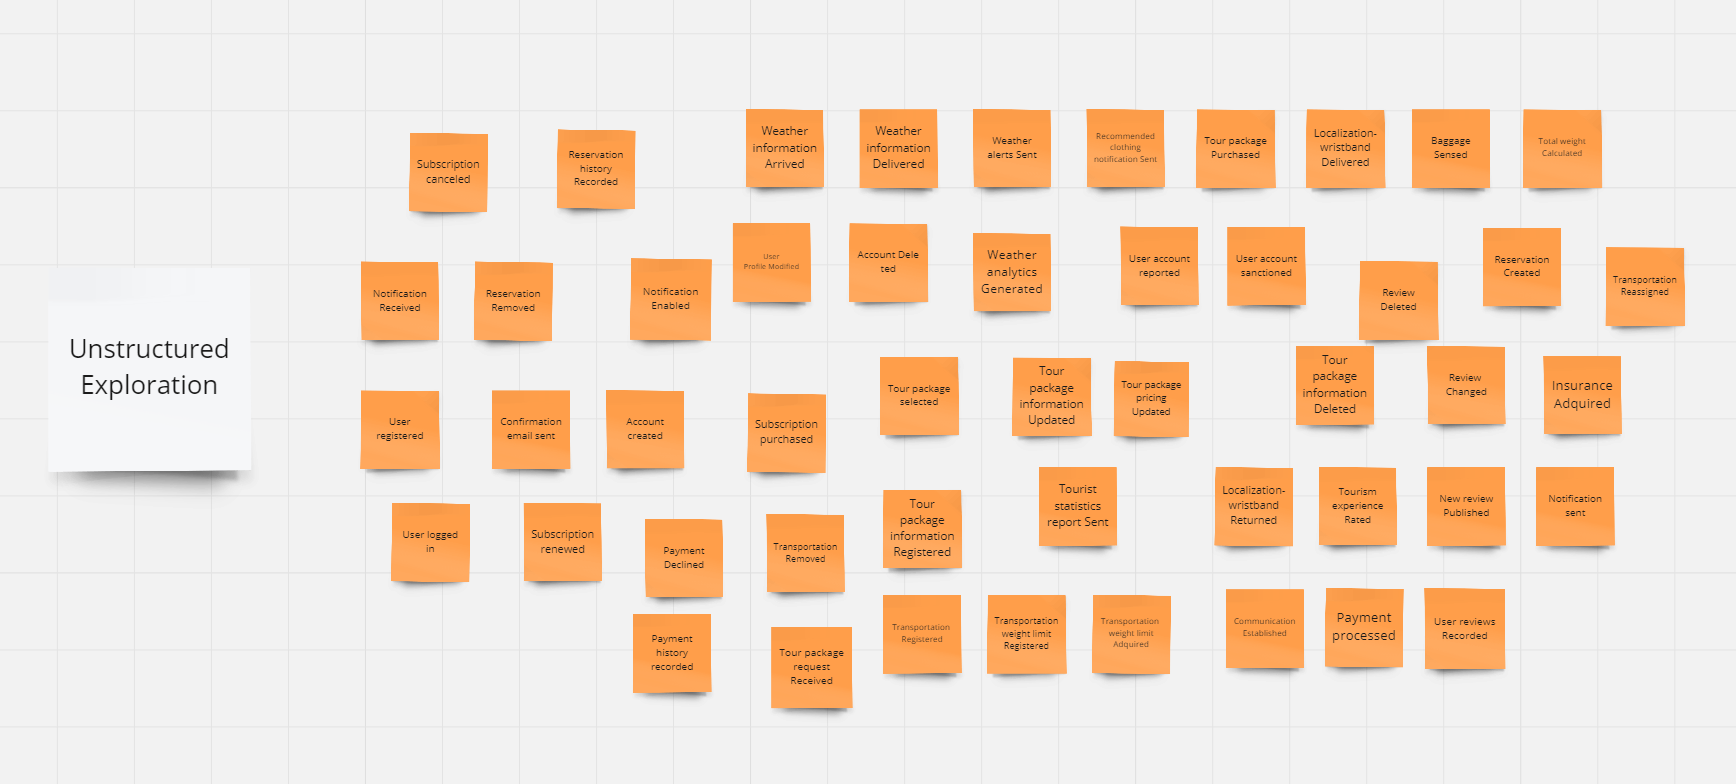 Unstructured
Exploration
Subscription
canceled
Reservation
history
Recorded
Weather
information
Arrived
Weather
information
Delivered
Weather
alerts Sent
Recommended
clothing
notification Sent
Tour package
Purchased
Localization-
wristband
Delivered
Baggage
Sensed
Total weight
Calculated
Notification
Received
Reservation
Removed
Notification
Enabled
User
Profile Modified
Account Dele
ted
Weather
analytics
Generated
User account
reported
User account
sanctioned
Review
Deleted
Reservation
Created
Transportation
Reassigned
User
registered
Confirmation
email sent
Account
created
Subscription
purchased
Tour package
selected
Tour
package
information
Updated
Tour package
pricing
Updated
Tour
package
information
Deleted
Review
Changed
Insurance
Adquired
User logged
in
Subscription
renewed
Payment
Declined
Transportation
Removed
Tour
package
information
Registered
Tourist
statistics
report Sent
Localization-
wristband
Returned
Tourism
experience
Rated
New review
Published
Notification
sent
Payment
history
recorded
Tour package
request
Received
Transportation
Registered
Transportation
weight limit
Registered
Transportation
weight limit
Adquired
Communication
Established
Payment
processed
User reviews
Recorded